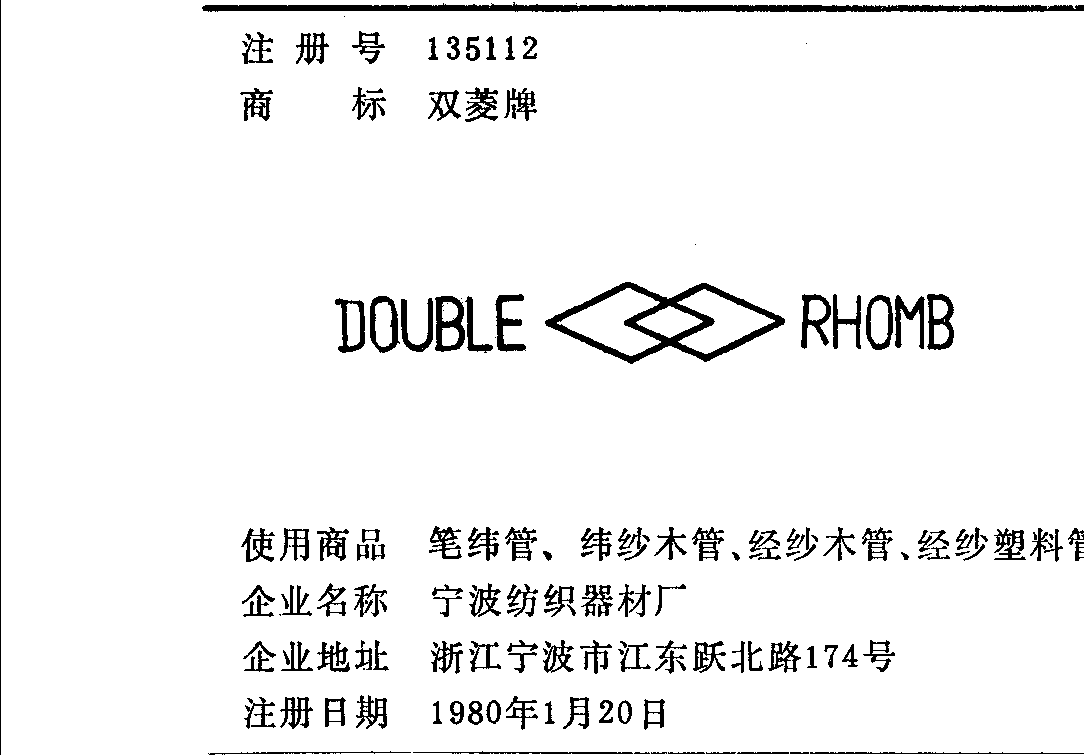 注册号 135112
商标 双菱牌
DOUBLE RHOMB
使用商品 笔纬管、纬纱木管、经纱木管、经纱塑料管
企业名称 宁波纺织器材厂
企业地址 浙江宁波市江东跃北路174号
注册日期 1980年1月20日